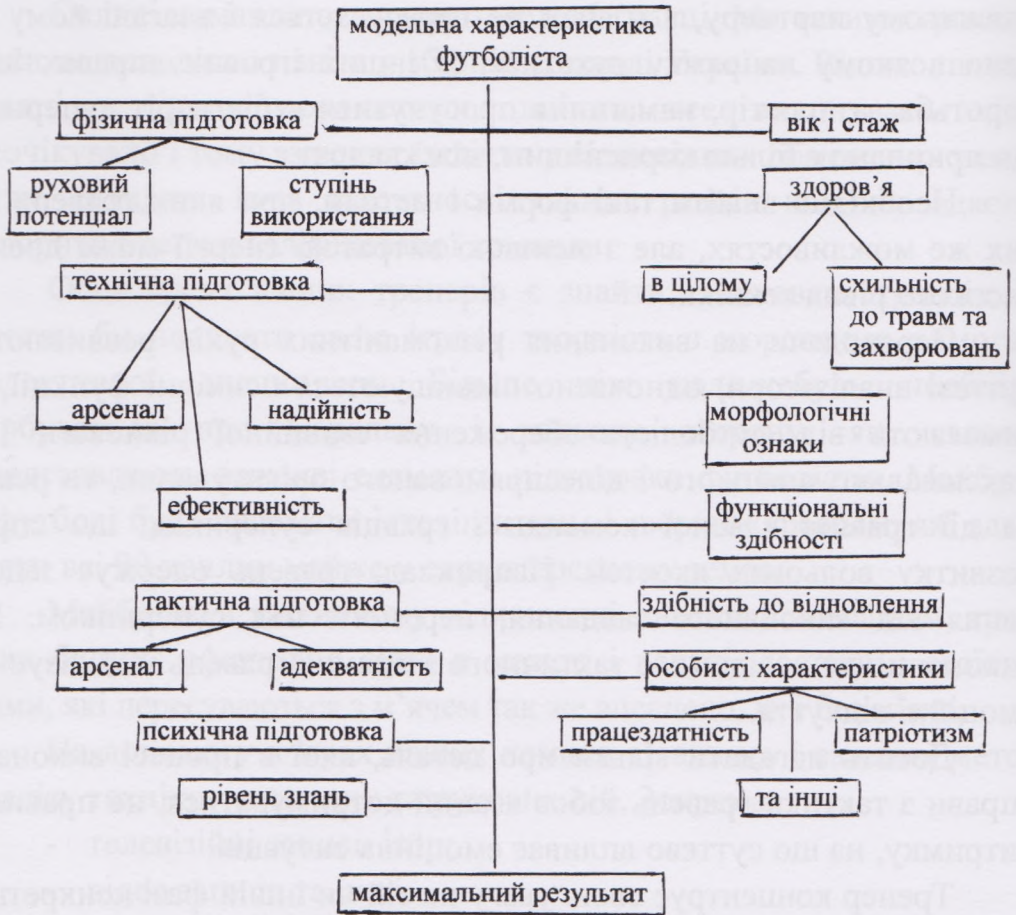 модельна характеристика
футболіста
фізична підготовка
вік і стаж
руховий
потенціал
ступінь
використання
здоров’я
технічна підготовка
в цілому
схильність
до травм та
захворювань
арсенал
надійність
морфологічні
ознаки
ефективність
функціональні
здібності
тактична підготовка
здібність до відновлення
арсенал
адекватність
особисті характеристики
психічна підготовка
працездатність
патріотизм
рівень знань
та інші
максимальний результат